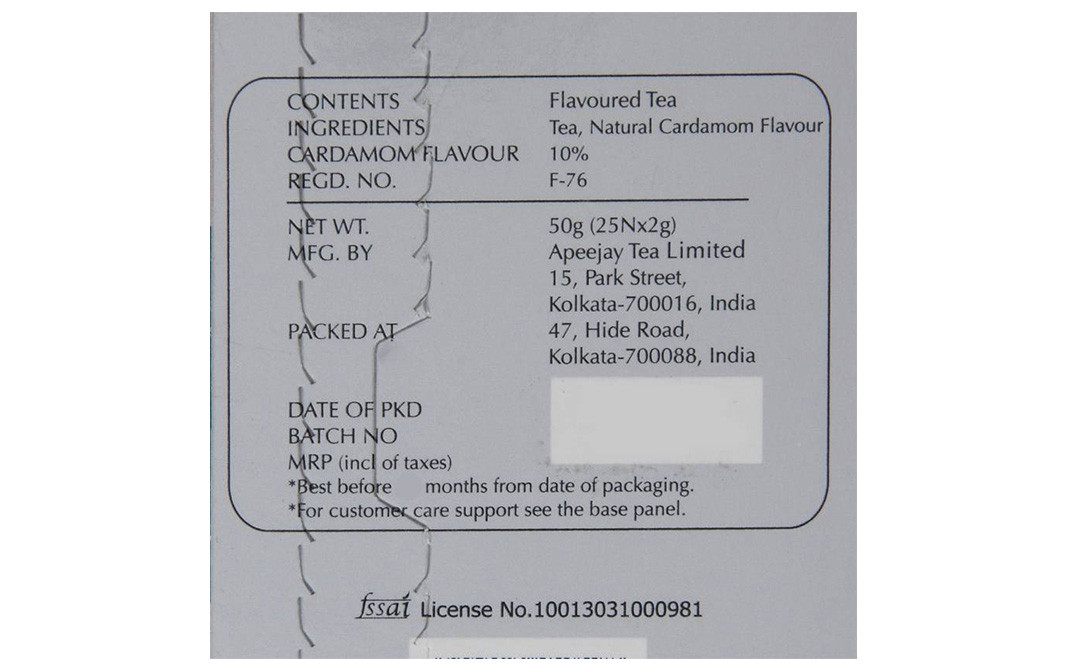 CONTENTS Flavoured Tea
INGREDIENTS Tea, Natural Cardamom Flavour
CARDAMOM FLAVOUR 10%
REGD. NO. F-76
NET WT. 50g (25Nx2g)
MFG. BY Apeejay Tea Limited
15, Park Street,
Kolkata-700016, India
PACKED AT 47, Hide Road,
Kolkata-700088, India
DATE OF PKD
BATCH NO
MRP (incl of taxes)
*Best before months from date of packaging.
*For customer care support see the base panel.
fssai License No.10013031000981